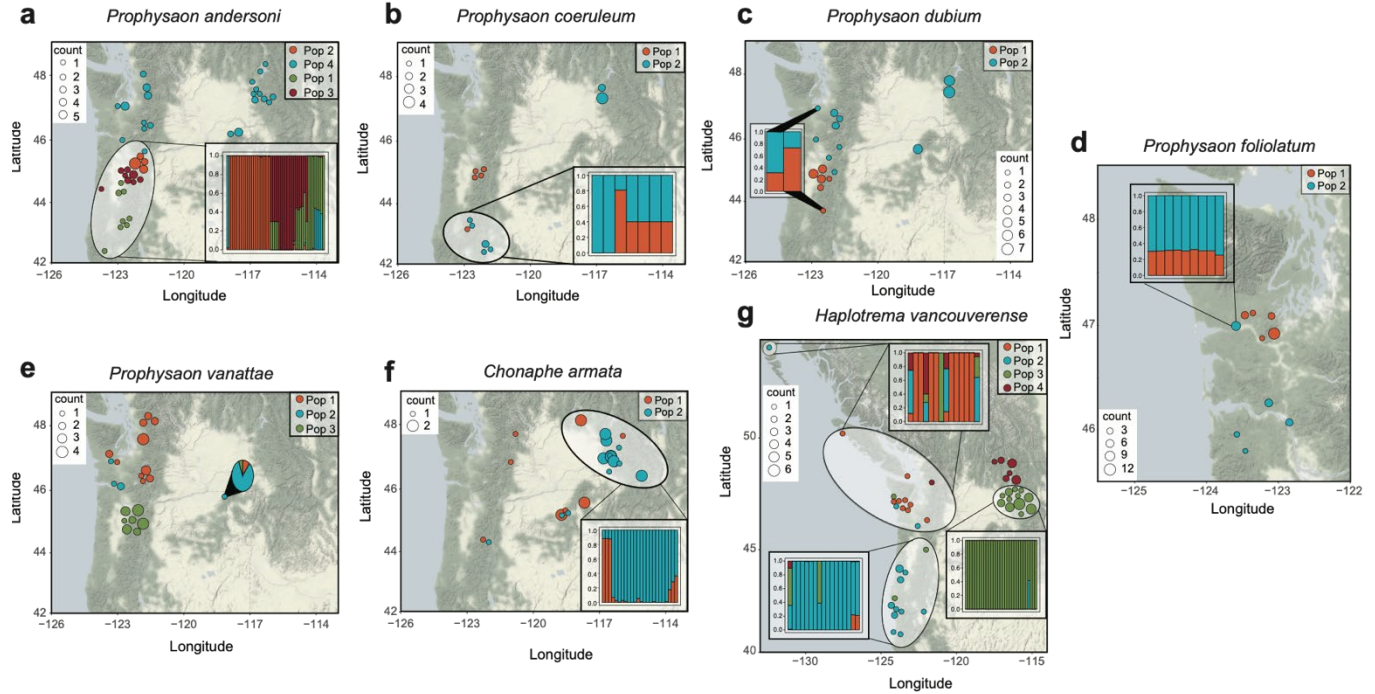 a
Prophysaon andersoni
count
1
2
3
4
5
Pop 2
Pop 4
Pop 1
Pop 3
Latitude
48
46
44
42
1.0
0.8
0.6
0.4
0.2
0.0
−126 −123 −120 −117 −114
Longitude
b
Prophysaon coeruleum
count
1
2
3
4
Pop 1
Pop 2
Latitude
48
46
44
42
1.0
0.8
0.6
0.4
0.2
0.0
−126 −123 −120 −117 −114
Longitude
c
Prophysaon dubium
Pop 1
Pop 2
Latitude
48
46
44
42
1.0
0.8
0.6
0.4
0.2
0.0
count
1
2
3
4
5
6
7
−126 −123 −120 −117 −114
Longitude
d
Prophysaon foliolatum
Pop 1
Pop 2
Latitude
48
47
46
1.0
0.8
0.6
0.4
0.2
0.0
count
3
6
9
12
−125 −124 −123 −122
Longitude
e
Prophysaon vanattae
count
1
2
3
4
Pop 1
Pop 2
Pop 3
Latitude
48
46
44
42
−126 −123 −120 −117 −114
Longitude
f
Chonaphe armata
count
1
2
Pop 1
Pop 2
Latitude
48
46
44
42
1.0
0.8
0.6
0.4
0.2
0.0
−126 −123 −120 −117 −114
Longitude
g
Haplotrema vancouverense
count
1
2
3
4
5
6
Pop 1
Pop 2
Pop 3
Pop 4
Latitude
50
45
40
1.0
0.8
0.6
0.4
0.2
0.0
1.0
0.8
0.6
0.4
0.2
0.0
1.0
0.8
0.6
0.4
0.2
0.0
−130 −125 −120 −115
Longitude